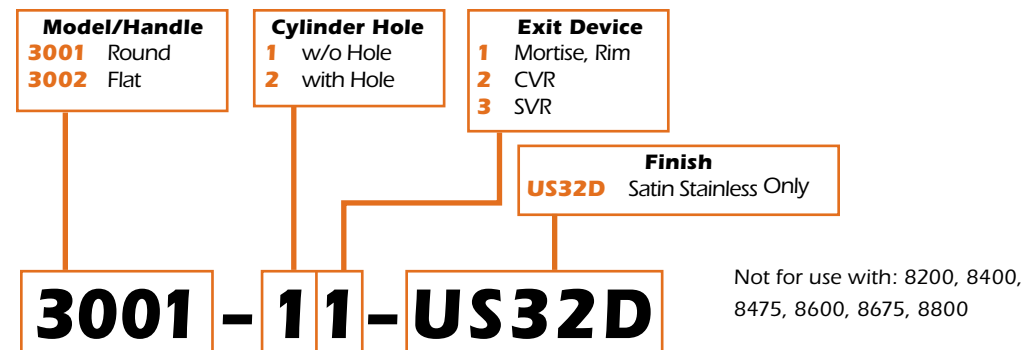 Model/Handle
3001 Round
3002 Flat
Cylinder Hole
1 w/o Hole
2 with Hole
Exit Device
1 Mortise, Rim
2 CVR
3 SVR
Finish
US32D Satin Stainless Only
3001 – 1 1 – US32D
Not for use with: 8200, 8400,
8475, 8600, 8675, 8800